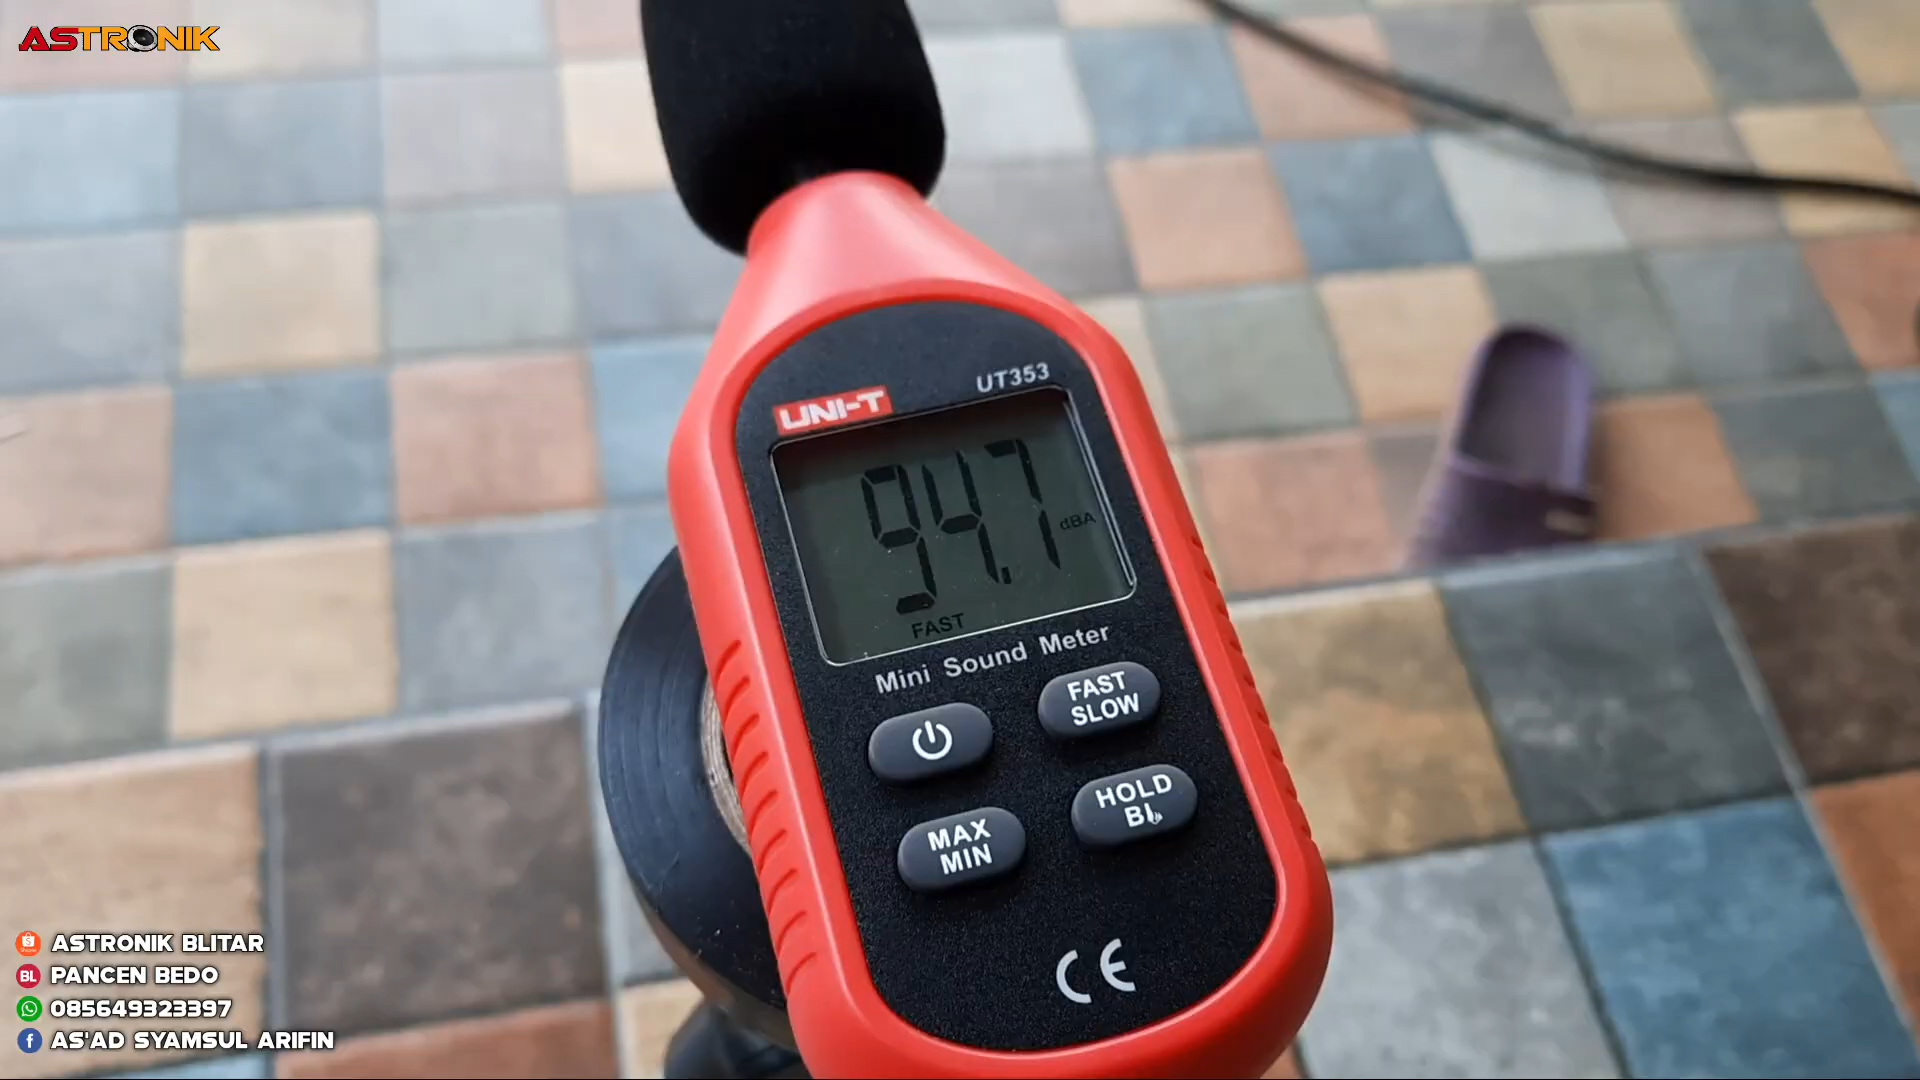 ASTRONIK
UT353
UNI-T
94.7
dBA
FAST
Mini Sound Meter
FAST
SLOW
MAX
MIN
HOLD
BL
CE
ASTRONIK BLITAR
BL PANCEN BEDO
085649323397
f AS'AD SYAMSUL ARIFIN